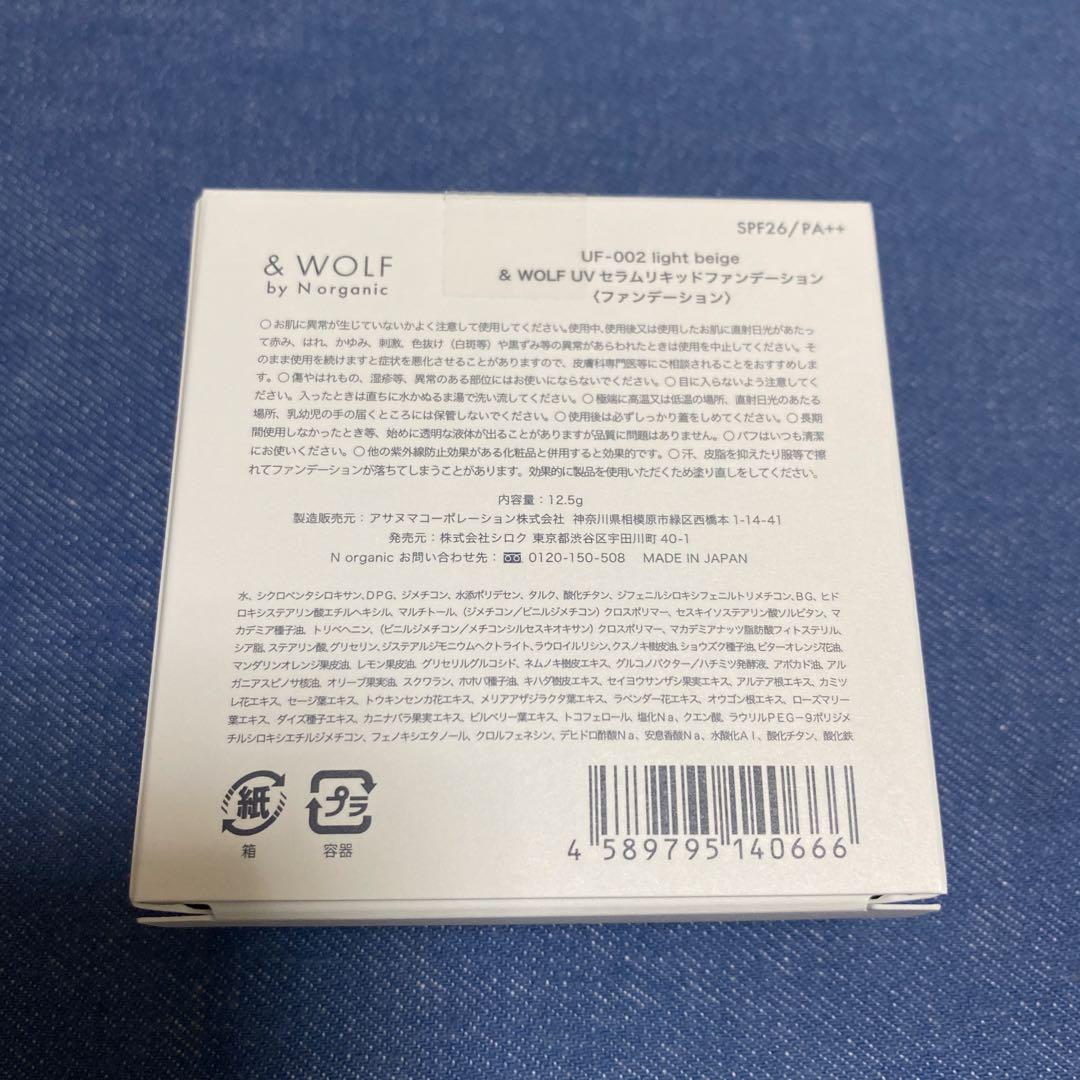 SPF26/PA++
& WOLF
by N organic
UF-002 light beige
& WOLF UV セラムリキッドファンデーション
〈ファンデーション〉
○お肌に異常が生じていないかよく注意して使用してください。使用中、使用後又は使用したお肌に直射日光があたっ
て赤み、はれ、かゆみ、刺激、色抜け（白斑等）や黒ずみ等の異常があらわれたときは使用を中止してください。そ
のまま使用を続けますと症状を悪化させることがありますので、皮膚科専門医等にご相談されることをおすすめしま
す。○傷やはれもの、湿疹等、異常のある部位にはお使いにならないでください。○目に入らないよう注意してくだ
さい。入ったときは直ちに水かぬるま湯で洗い流してください。○極端に高温又は低温の場所、直射日光のあたる
場所、乳幼児の手の届くところには保管しないでください。○使用後は必ずしっかり蓋をしめてください。○長期
間使用しなかったとき等、始めに透明な液体が出ることがありますが品質に問題はありません。○パフはいつも清潔
にお使いください。○他の紫外線防止効果がある化粧品と併用すると効果的です。○汗、皮脂を抑えたり服等で擦
れてファンデーションが落ちてしまうことがあります。効果的に製品を使用いただくため塗り直しをしてください。
内容量：12.5g
製造販売元：アサヌマコーポレーション株式会社 神奈川県相模原市緑区西橋本1-14-41
発売元：株式会社シロク 東京都渋谷区宇田川町40-1
N organic お問い合わせ先： 0120-150-508 MADE IN JAPAN
水、シクロペンタシロキサン、DPG、ジメチコン、水添ポリデセン、タルク、酸化チタン、ジフェニルシロキシフェニルトリメチコン、BG、ヒド
ロキシステアリン酸エチルヘキシル、マルチトール、（ジメチコン／ビニルジメチコン）クロスポリマー、セスキイソステアリン酸ソルビタン、マ
カデミア種子油、トリベヘニン、（ビニルジメチコン／メチコンシルセスキオキサン）クロスポリマー、マカデミアナッツ脂肪酸フィトステリル、
シア脂、ステアリン酸、グリセリン、ジステアルジモニウムヘクトライト、ラウロイルリシン、クスノキ樹皮油、ショウズク種子油、ビターオレンジ花油、
マンダリンオレンジ果皮油、レモン果皮油、グリセリルグルコシド、ネムノキ樹皮エキス、グルコノバクター／ハチミツ発酵液、アボカド油、アル
ガニアスピノサ核油、オリーブ果実油、スクワラン、ホホバ種子油、キハダ樹皮エキス、セイヨウサンザシ果実エキス、アルテア根エキス、カミツ
レ花エキス、セージ葉エキス、トウキンセンカ花エキス、メリアアザジラクタ葉エキス、ラベンダー花エキス、オウゴン根エキス、ローズマリー
葉エキス、ダイズ種子エキス、カニナバラ果実エキス、ビルベリー葉エキス、トコフェロール、塩化Na、クエン酸、ラウリルPEG－9ポリジメ
チルシロキシエチルジメチコン、フェノキシエタノール、クロルフェネシン、デヒドロ酢酸Na、安息香酸Na、水酸化Al、酸化チタン、酸化鉄
紙
箱
プラ
容器
4 589795 140666